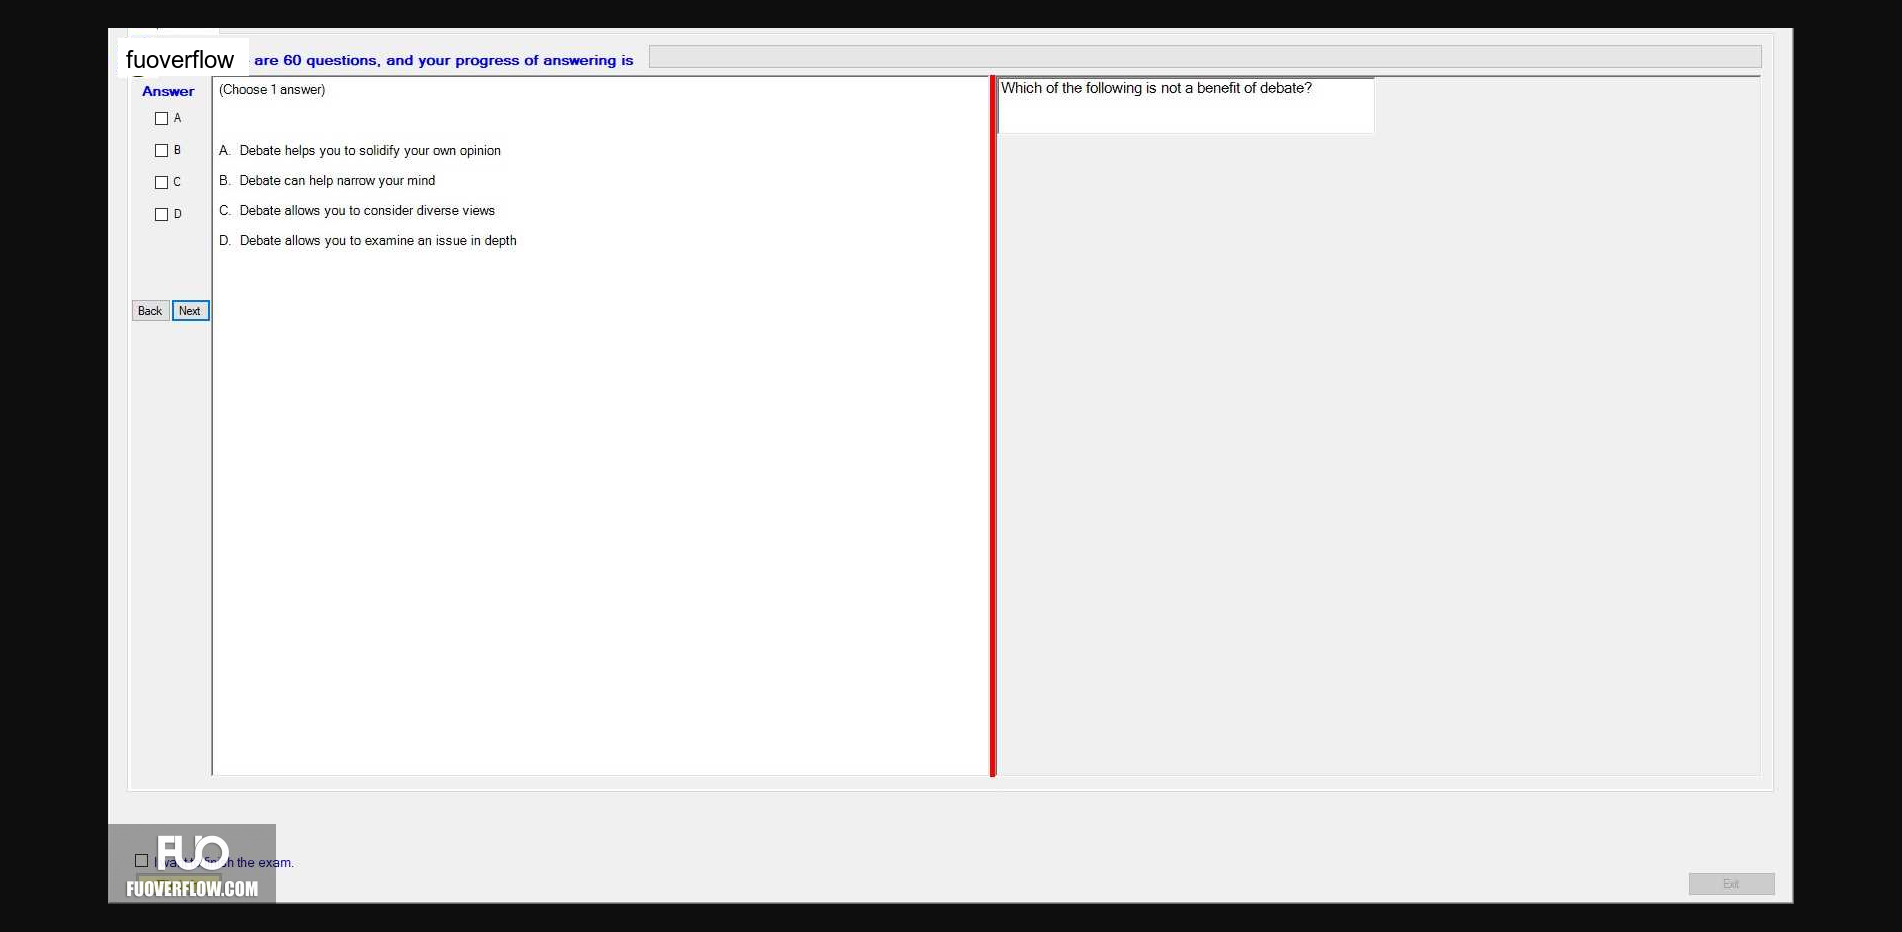 fuoverflow are 60 questions, and your progress of answering is
Answer
A
B
C
D
Back Next
(Choose 1 answer)
A. Debate helps you to solidify your own opinion
B. Debate can help narrow your mind
C. Debate allows you to consider diverse views
D. Debate allows you to examine an issue in depth
Which of the following is not a benefit of debate?
FUO
the exam.
FUOVERFLOW.COM
Exit